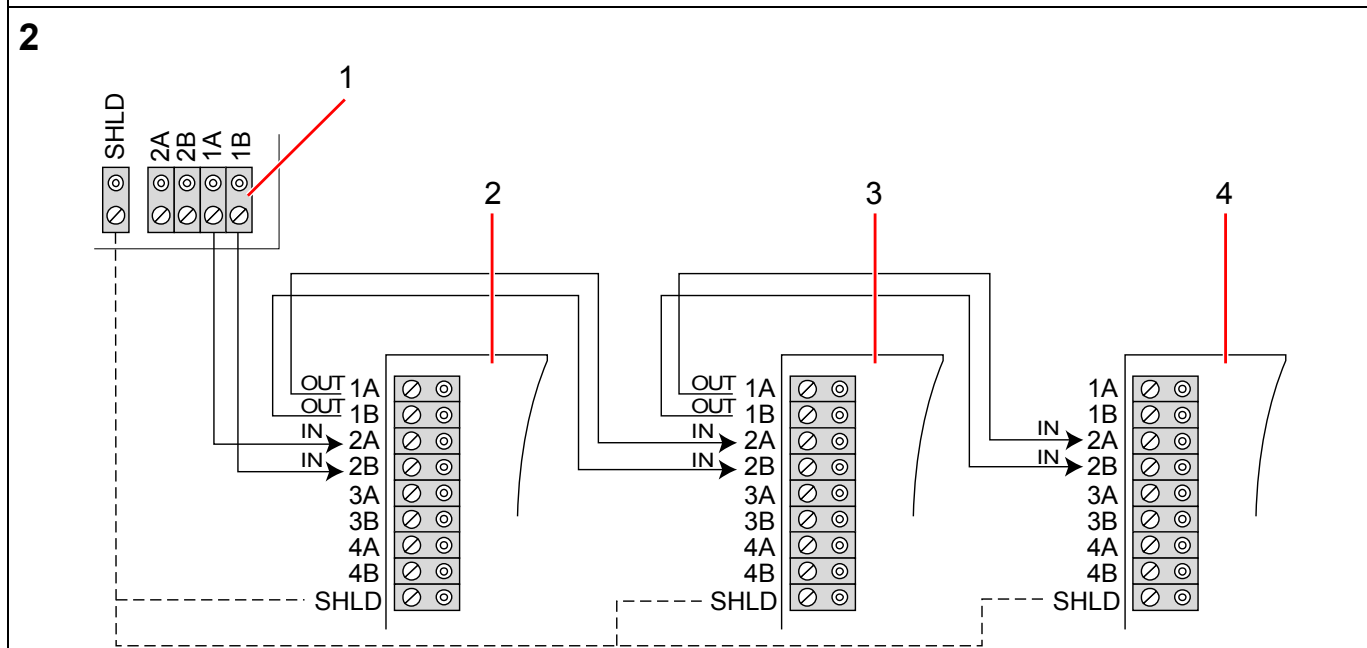 2
1
SHLD
2A
2B
1A
1B
2
3
4
OUT 1A
OUT 1B
IN 2A
IN 2B
3A
3B
4A
4B
SHLD
OUT 1A
OUT 1B
IN 2A
IN 2B
3A
3B
4A
4B
SHLD
1A
1B
IN 2A
IN 2B
3A
3B
4A
4B
SHLD